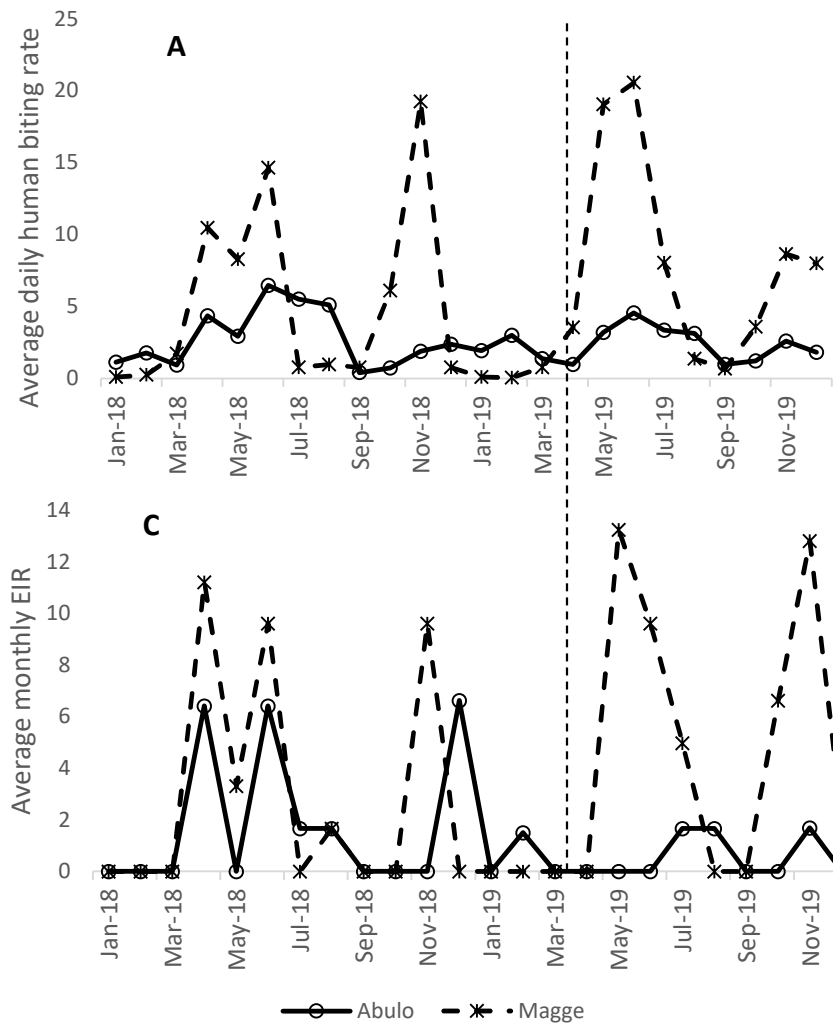 A
Average daily human biting rate
25
20
15
10
5
0
Jan-18
Mar-18
May-18
Jul-18
Sep-18
Nov-18
Jan-19
Mar-19
May-19
Jul-19
Sep-19
Nov-19
C
Average monthly EIR
14
12
10
8
6
4
2
0
Jan-18
Mar-18
May-18
Jul-18
Sep-18
Nov-18
Jan-19
Mar-19
May-19
Jul-19
Sep-19
Nov-19
Abulo
Magge